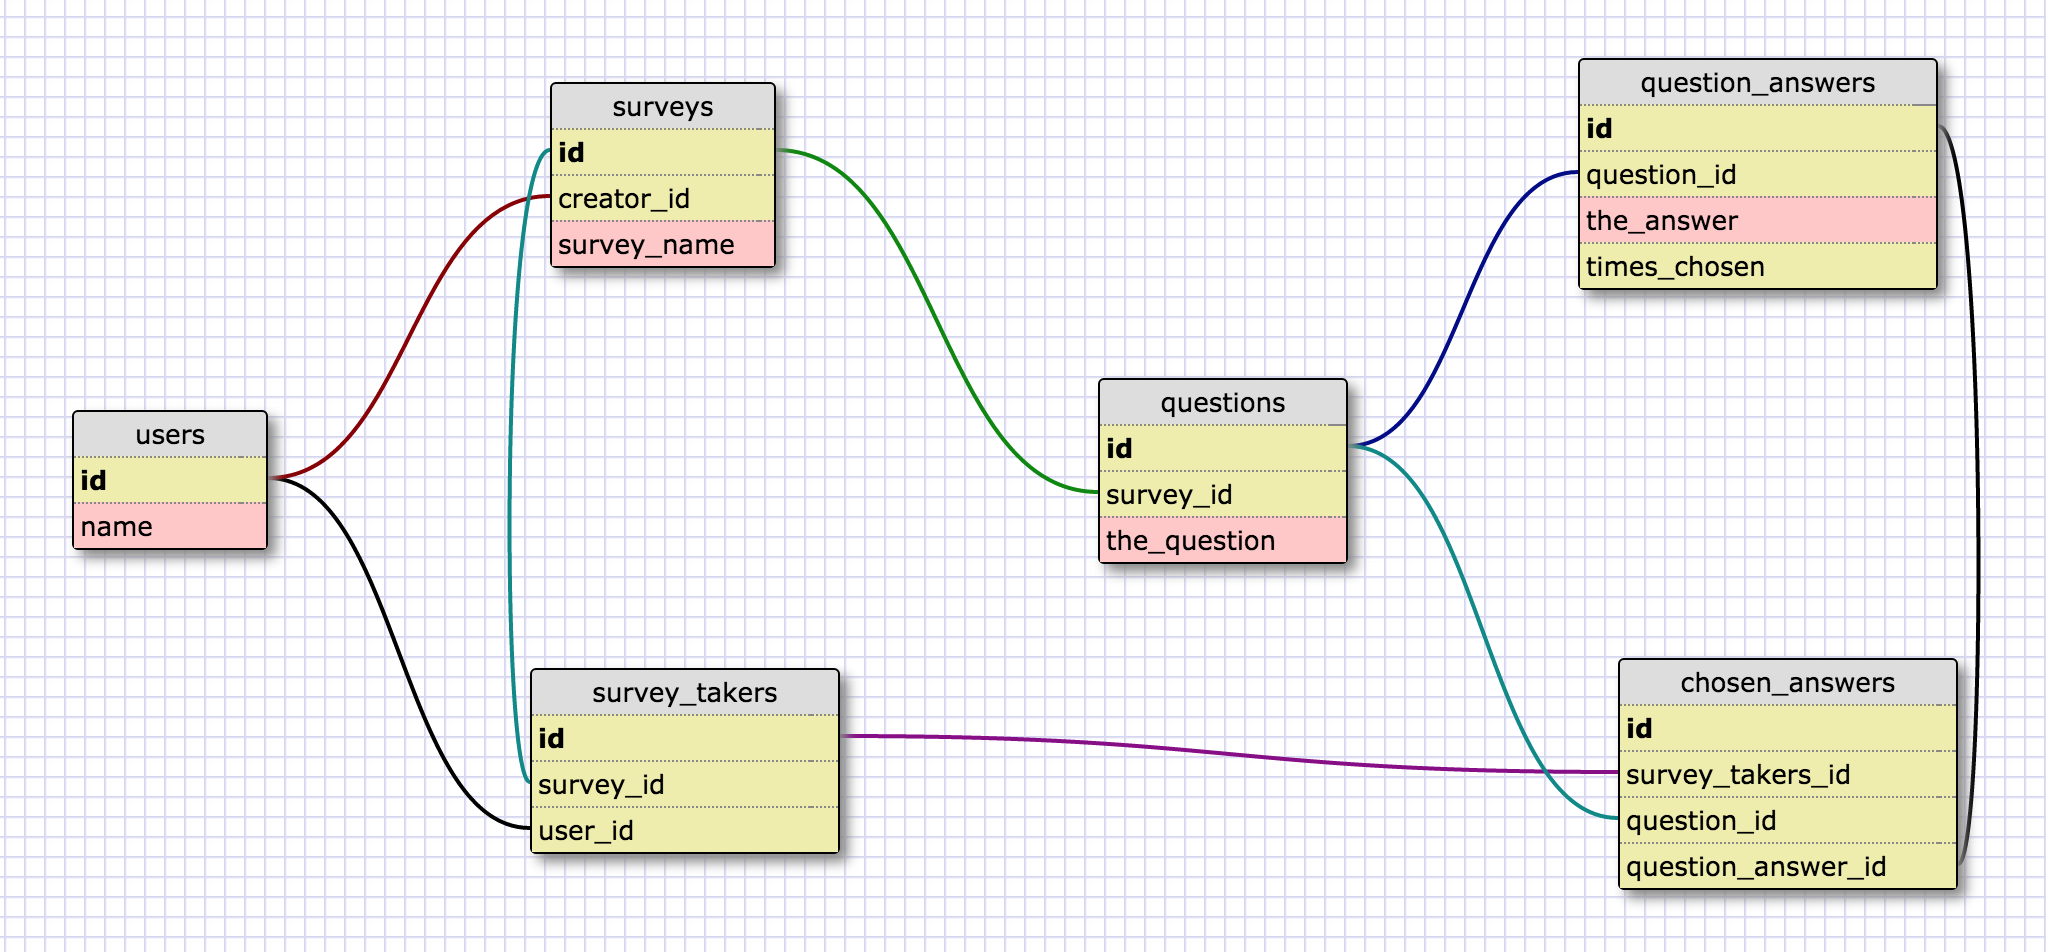 surveys
id
creator_id
survey_name
question_answers
id
question_id
the_answer
times_chosen
users
id
name
questions
id
survey_id
the_question
survey_takers
id
survey_id
user_id
chosen_answers
id
survey_takers_id
question_id
question_answer_id